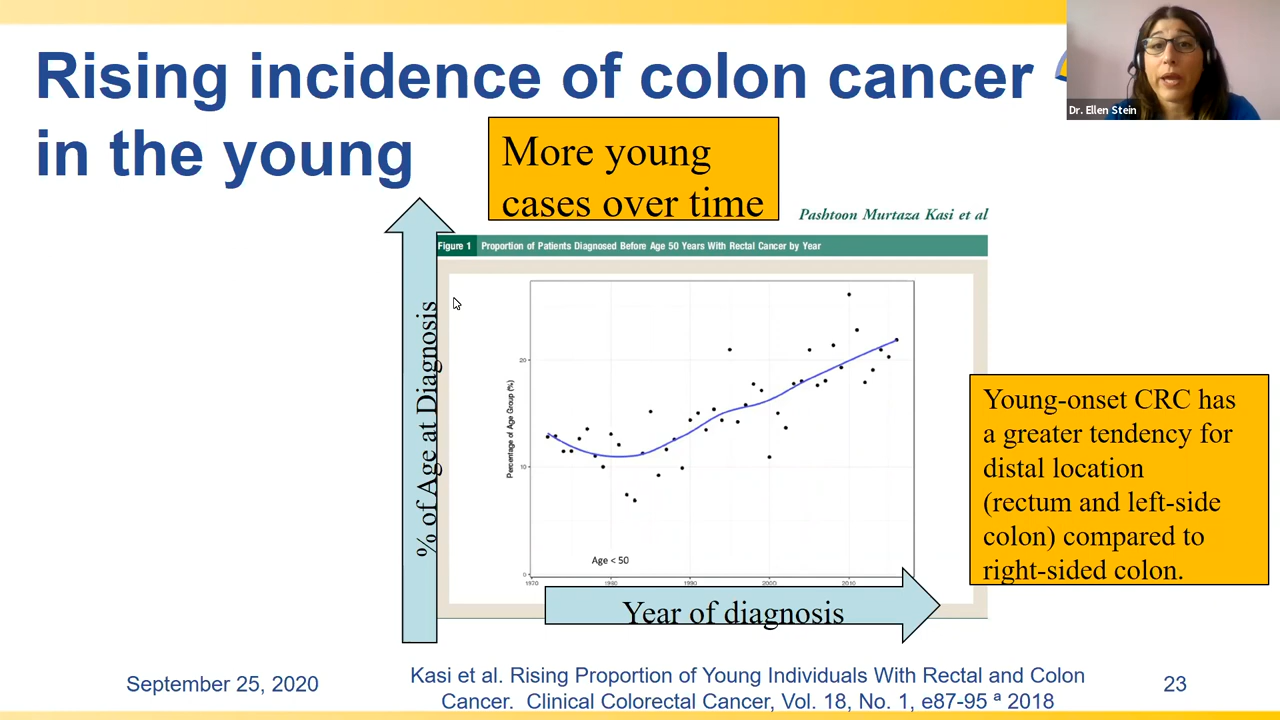 Rising incidence of colon cancer
in the young
Dr. Ellen Stein
More young
cases over time
Pashtoon Murtaza Kasi et al
Figure 1 Proportion of Patients Diagnosed Before Age 50 Years With Rectal Cancer by Year
% of Age at Diagnosis
Percentage of Age Group (%)
20
10
0
Age < 50
1970 1980 1990 2000 2010
Year of diagnosis
Young-onset CRC has
a greater tendency for
distal location
(rectum and left-side
colon) compared to
right-sided colon.
September 25, 2020
Kasi et al. Rising Proportion of Young Individuals With Rectal and Colon
Cancer. Clinical Colorectal Cancer, Vol. 18, No. 1, e87-95 ª 2018
23